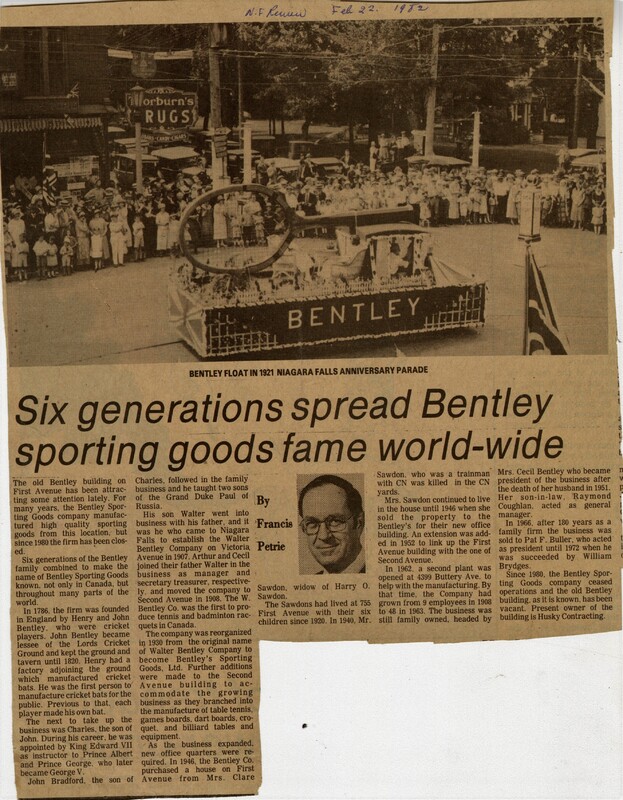 N.F. Review Feb 22. 1982
Torburn's
RUGS
BENTLEY
BENTLEY FLOAT IN 1921 NIAGARA FALLS ANNIVERSARY PARADE
Six generations spread Bentley
sporting goods fame world-wide
The old Bentley building on
First Avenue has been attrac-
ting some attention lately. For
many years, the Bentley Spor-
ting Goods company manufac-
tured high quality sporting
goods from this location, but
since 1980 the firm has been clos-
ed.
Six generations of the Bentley
family combined to make the
name of Bentley Sporting Goods
known, not only in Canada, but
throughout many parts of the
world.
In 1786, the firm was founded
in England by Henry and John
Bentley, who were cricket
players. John Bentley became
lessee of the Lords Cricket
Ground and kept the ground and
tavern until 1820. Henry had a
factory adjoining the ground
which manufactured cricket
bats. He was the first person to
manufacture cricket bats for the
public. Previous to that, each
player made his own bat.
The next to take up the
business was Charles, the son of
John. During his career, he was
appointed by King Edward VII
as instructor to Prince Albert
and Prince George, who later
became George V.
John Bradford, the son of
Charles, followed in the family
business and he taught two sons
of the Grand Duke Paul of
Russia.
His son Walter went into
business with his father, and it
was he who came to Niagara
Falls to establish the Walter
Bentley Company on Victoria
Avenue in 1907. Arthur and Cecil
joined their father Walter in the
business as manager and
secretary treasurer, respective-
ly, and moved the company to
Second Avenue in 1908. The W.
Bentley Co. was the first to pro-
duce tennis and badminton rac-
quets in Canada.
The company was reorganized
in 1930 from the original name
of Walter Bentley Company to
become Bentley's Sporting
Goods, Ltd. Further additions
were made to the Second
Avenue building to ac-
commodate the growing
business as they branched into
the manufacture of table tennis,
games boards, dart boards, cro-
quet, and billiard tables and
equipment.
As the business expanded,
new office quarters were re-
quired. In 1946, the Bentley Co.
purchased a house on First
Avenue from Mrs. Clare
By
Francis
Petrie
Sawdon, widow of Harry O.
Sawdon.
The Sawdons had lived at 755
First Avenue with their six
children since 1920. In 1940, Mr.
Sawdon, who was a trainman
with CN was killed in the CN
yards.
Mrs. Sawdon continued to live
in the house until 1946 when she
sold the property to the
Bentley's for their new office
building. An extension was add-
ed in 1952 to link up the First
Avenue building with the one of
Second Avenue.
In 1962, a second plant was
opened at 4399 Buttery Ave. to
help with the manufacturing. By
that time, the Company had
grown from 9 employees in 1908
to 48 in 1963. The business was
still family owned, headed by
Mrs. Cecil Bentley who became
president of the business after
the death of her husband in 1951.
Her son-in-law, Raymond
Coughlan, acted as general
manager.
In 1966, after 180 years as a
family firm the business was
sold to Pat F. Buller, who acted
as president until 1972 when he
was succeeded by William
Brydges.
Since 1980, the Bentley Spor-
ting Goods Company ceased
operations and the old Bentley
building, as it is known, has been
vacant. Present owner of the
building is Husky Contracting.